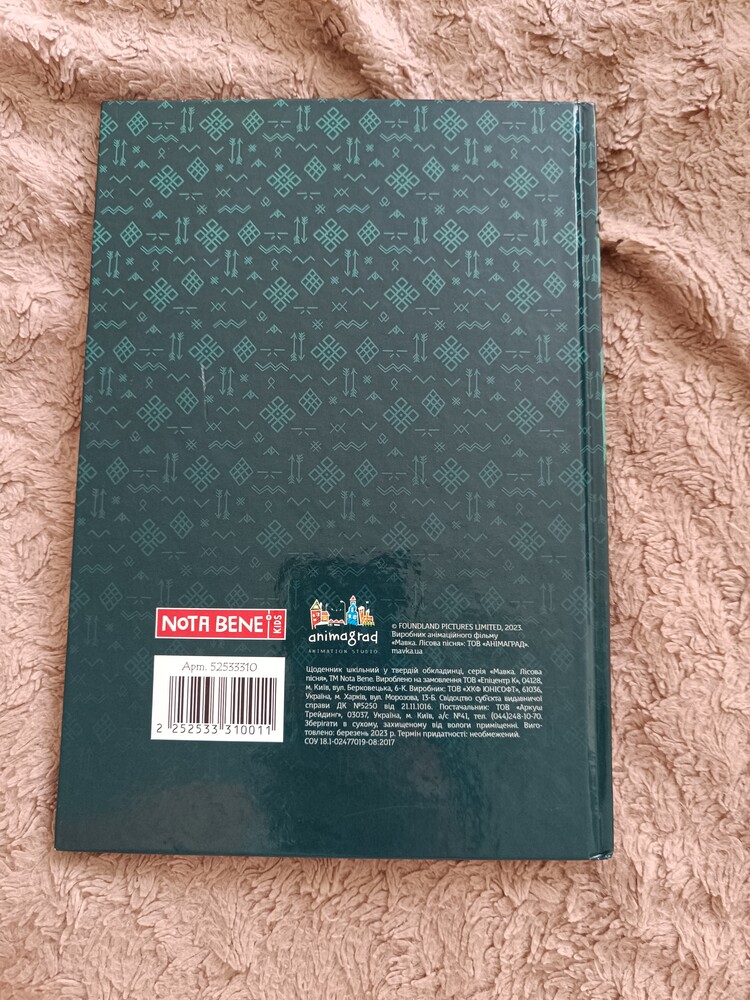 NOTA BENE KIDS
animagrad
ANIMATION STUDIO
© FOUNDLAND PICTURES LIMITED, 2023.
Виробник анімаційного фільму
«Мавка. Лісова пісня»: ТОВ «АНІМАГРАД».
mavka.ua
Арт. 52533310
2 252533 310011
Щоденник шкільний у твердій обкладинці, серія «Мавка. Лісова
пісня», ТМ Nota Bene. Вироблено на замовлення ТОВ «Епіцентр К», 04128,
м. Київ, вул. Берковецька, 6-К. Виробник: ТОВ «ХКФ ЮНІСОФТ», 61036,
Україна, м. Харків, вул. Морозова, 13-Б. Свідоцтво суб'єкта видавничої
справи ДК №5250 від 21.11.1016. Постачальник: ТОВ «Аркуш
Трейдинг», 03037, Україна, м. Київ, а/с №41, тел. (044)248-10-70.
Зберігати в сухому, захищеному від вологи приміщенні. Виго-
товлено: березень 2023 р. Термін придатності: необмежений.
СОУ 18.1-02477019-08:2017